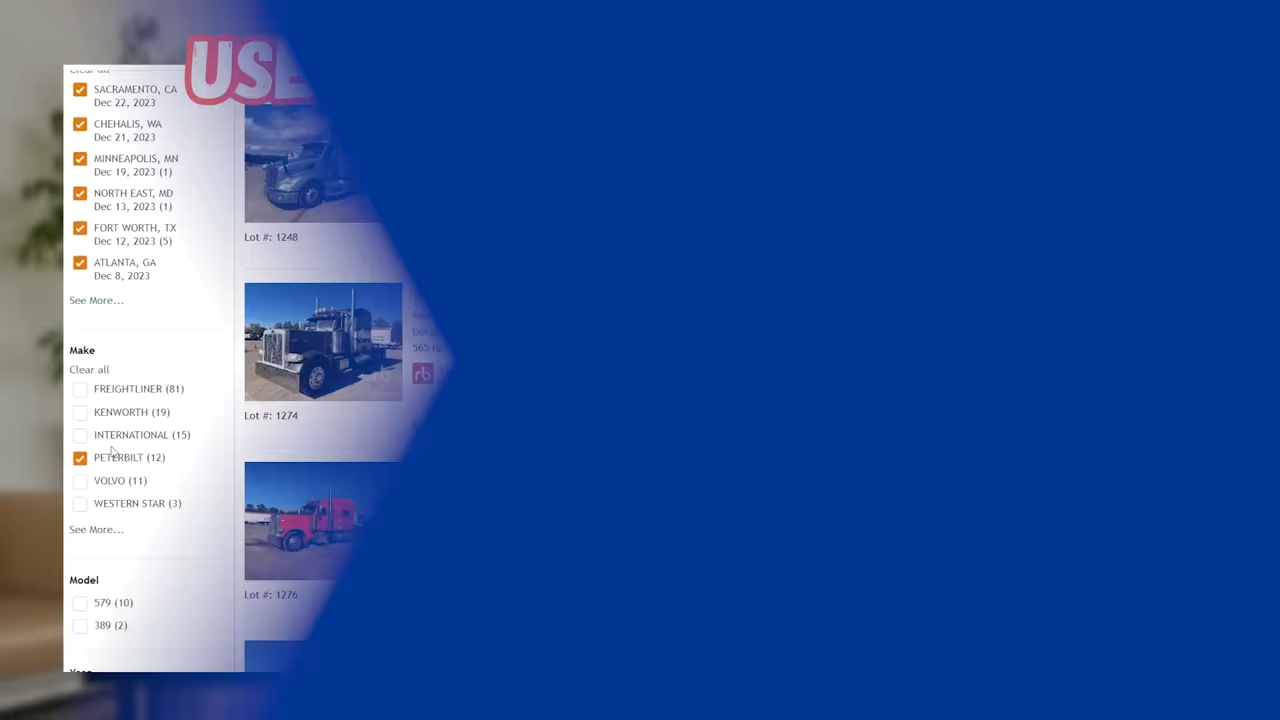 USE
SACRAMENTO, CA
Dec 22, 2023
CHEHALIS, WA
Dec 21, 2023
MINNEAPOLIS, MN
Dec 19, 2023 (1)
NORTH EAST, MD
Dec 13, 2023 (1)
FORT WORTH, TX
Dec 12, 2023 (5)
ATLANTA, GA
Dec 8, 2023
See More...
Make
Clear all
FREIGHTLINER (81)
KENWORTH (19)
INTERNATIONAL (15)
PETERBILT (12)
VOLVO (11)
WESTERN STAR (3)
See More...
Model
579 (10)
389 (2)
Lot #: 1248
565
rb
Lot #: 1274
Lot #: 1276